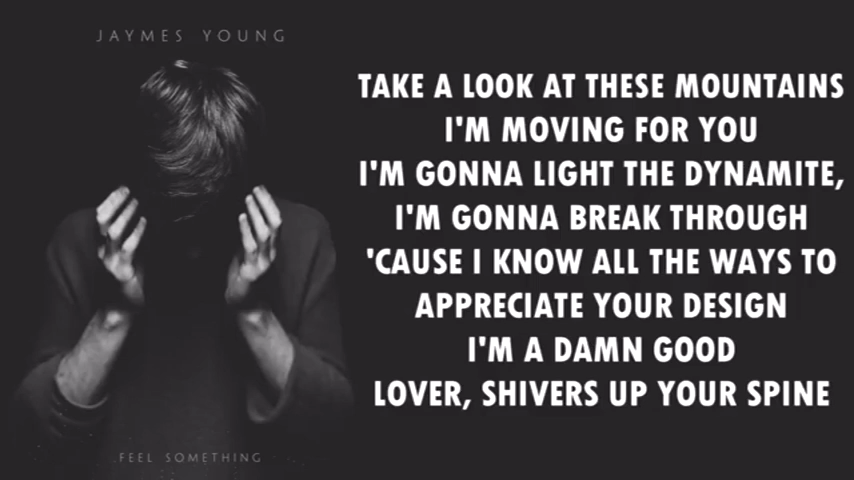 JAYMES YOUNG
TAKE A LOOK AT THESE MOUNTAINS
I'M MOVING FOR YOU
I'M GONNA LIGHT THE DYNAMITE,
I'M GONNA BREAK THROUGH
'CAUSE I KNOW ALL THE WAYS TO
APPRECIATE YOUR DESIGN
I'M A DAMN GOOD
LOVER, SHIVERS UP YOUR SPINE
FEEL SOMETHING